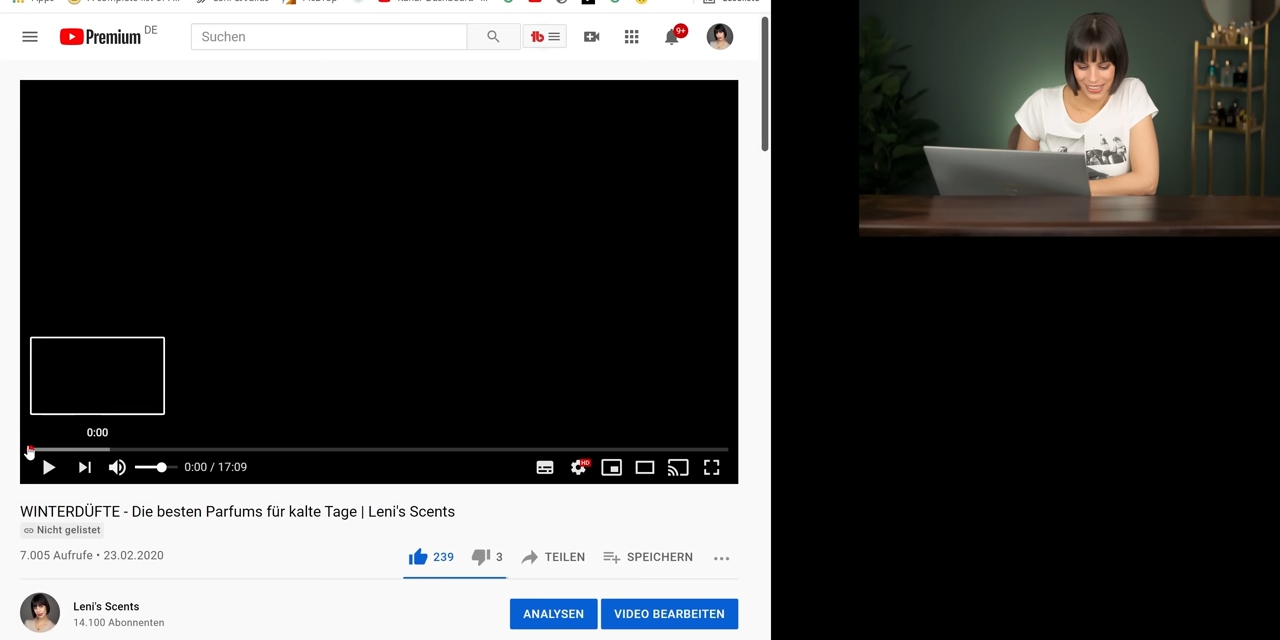 Premium DE
Suchen
9+
0:00
0:00 / 17:09
HD
WINTERDÜFTE - Die besten Parfums für kalte Tage | Leni's Scents
Nicht gelistet
7.005 Aufrufe • 23.02.2020
239
3
TEILEN
SPEICHERN
Leni's Scents
14.100 Abonnenten
ANALYSEN
VIDEO BEARBEITEN